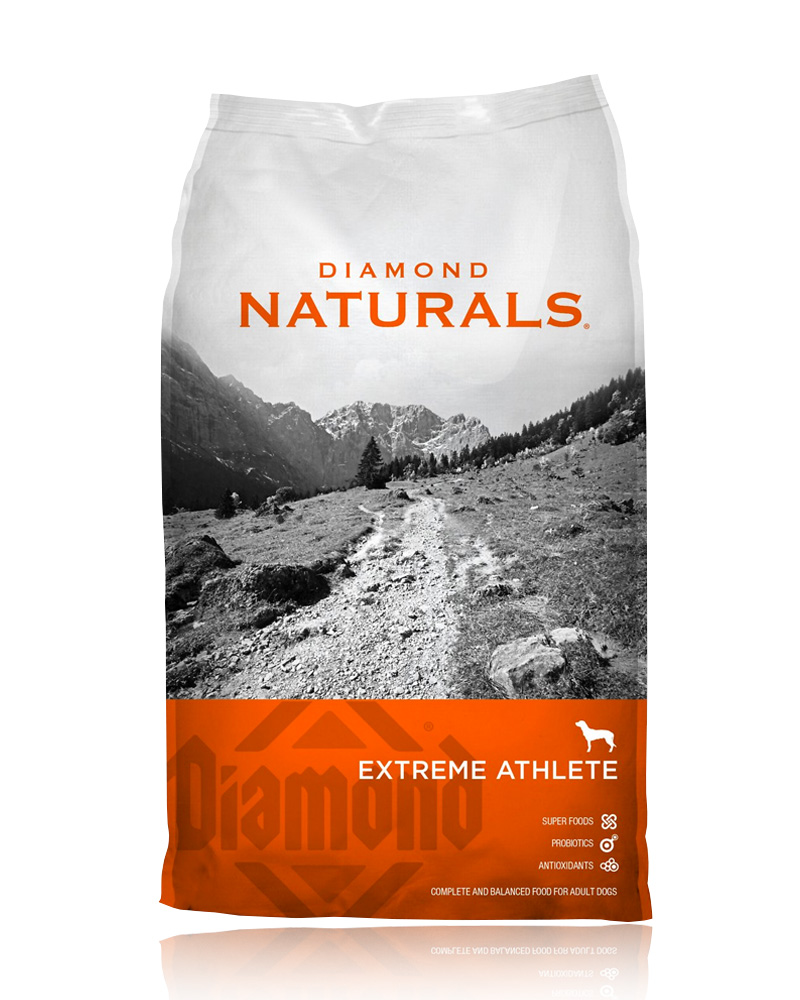 DIAMOND
NATURALS®
Diamond®
EXTREME ATHLETE
SUPER FOODS
PROBIOTICS
ANTIOXIDANTS
COMPLETE AND BALANCED FOOD FOR ADULT DOGS